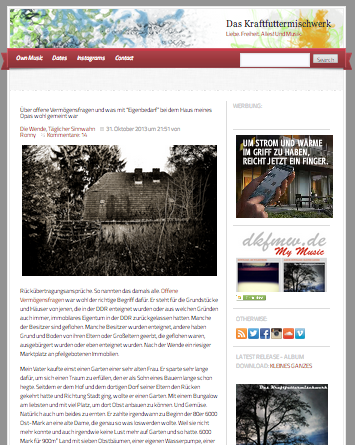 Das Kraftfuttermischwerk
Liebe. Freiheit. Alles! Und Musik.
Own Music
Dates
Instagrams
Contact
Search
Über offene Vermögensfragen und was mit "Eigenbedarf" bei dem Haus meines
Opas wohl gemeint war
Die Wende, Täglicher Sinnwahn
31. Oktober 2013 um 21:51 von
Ronny
Kommentare: 14
Rückübertragungsansprüche. So nannten das damals alle. Offene
Vermögensfragen war wohl der richtige Begriff dafür. Er steht für die Grundstücke
und Häuser von jenen, die in der DDR enteignet wurden oder aus welchen Gründen
auch immer, immobilares Eigentum in der DDR zurückgelassen hatten. Manche
der Besitzer sind geflohen. Manche Besitzer wurden enteignet, andere haben
Grund und Boden von ihren Eltern oder Großeltern geerbt, die geflohen waren,
ausgebürgert wurden oder eben enteignet wurden. Nach der Wende ein riesiger
Marktplatz an pfeilgebotenen Immobilien.
Mein Vater kaufte einst einen Garten einer sehr alten Frau. Er sparte sehr lange
dafür, um sich einen Traum zu erfüllen, den er als Sohn eines Bauern lange schon
hegte. Seitdem er dem Hof und dem dortigen Dorf seiner Eltern den Rücken
gekehrt hatte und Richtung Stadt ging, wollte er einen Garten. Mit einem Bungalow
am liebsten und mit viel Platz, um dort Obst anbauen zu können. Und Gemüse.
Natürlich auch um beides zu ernten. Er zahlte irgendwann zu Beginn der 80er 6000
Ost-Mark an eine alte Dame, die genau so was loswerden wollte. Weil sie nicht
mehr konnte und auch irgendwie keine Lust mehr auf Garten und so hatte. 6000
Mark für 900m² Land mit sieben Obstbäumen, einer eigenen Wasserpumpe, einer
WERBUNG:
UM STROM UND WÄRME
IM GRIFF ZU HABEN,
REICHT JETZT EIN FINGER.
dkfmw.de
My Music
OTHERWISE
LATEST RELEASE - ALBUM
DOWNLOAD: KLEINES GANZES
Das Kraftfuttermischwerk